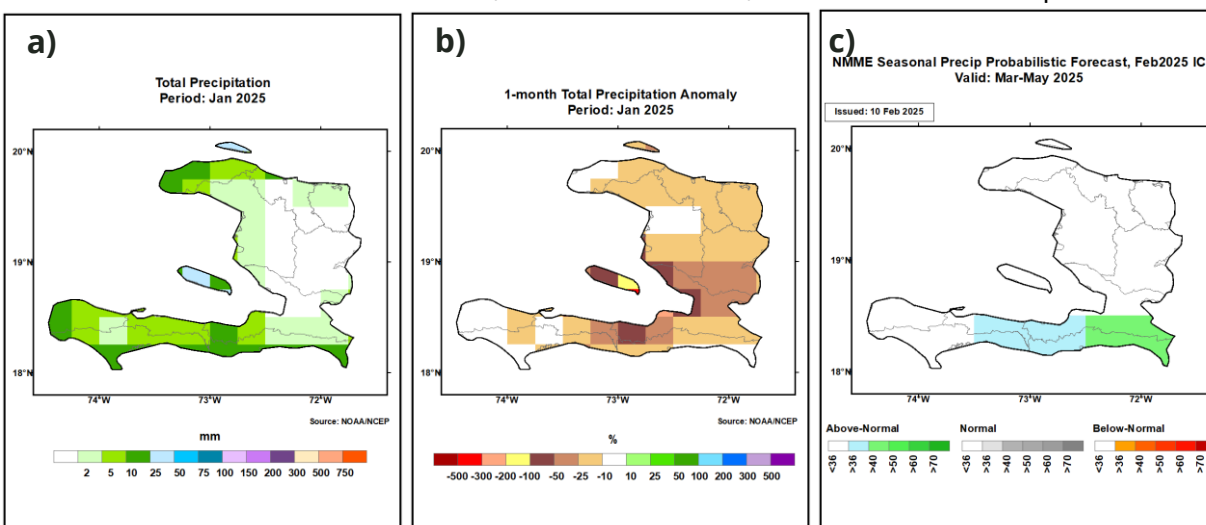 a)
Total Precipitation
Period: Jan 2025
20°N
19°N
18°N
74°W 73°W 72°W
Source: NOAA/NCEP
mm
2 5 10 25 50 75 100 150 200 300 500 750
b)
1-month Total Precipitation Anomaly
Period: Jan 2025
20°N
19°N
18°N
74°W 73°W 72°W
Source: NOAA/NCEP
%
-500 -300 -200 -100 -50 -25 -10 10 25 50 100 200 300 500
c)
NMME Seasonal Precip Probabilistic Forecast, Feb2025 IC
Valid: Mar-May 2025
Issued: 10 Feb 2025
20°N
19°N
18°N
74°W 73°W 72°W
Above-Normal Normal Below-Normal
<36 >36 >40 >50 >60 >70 <36 >36 >40 >50 >60 >70 <36 >36 >40 >50 >60 >70